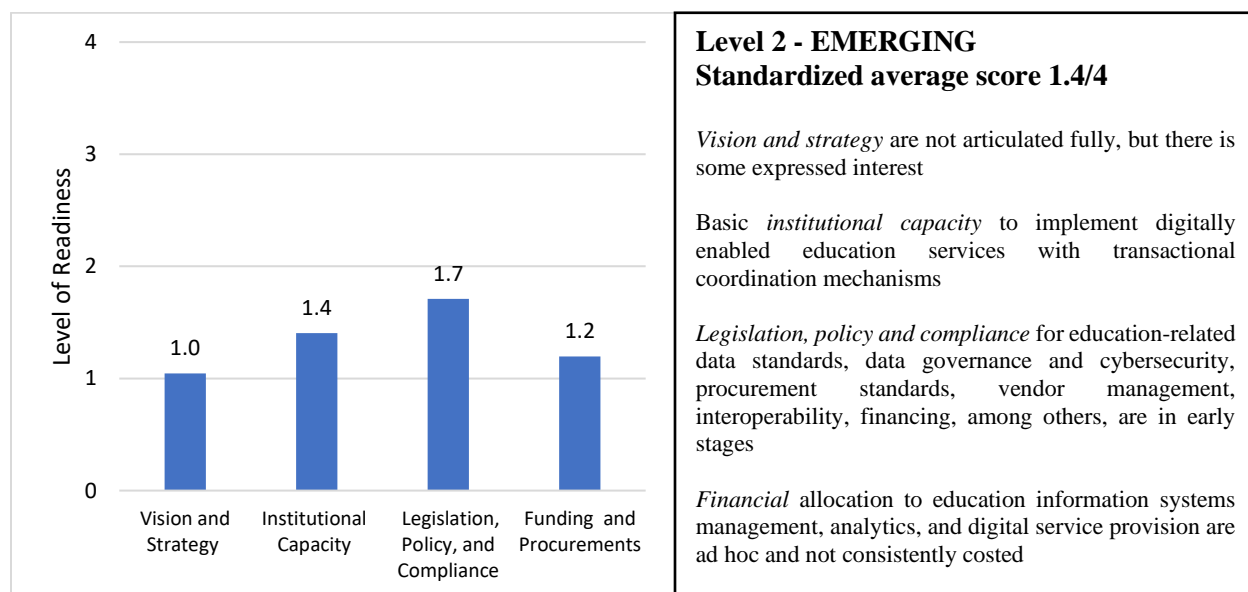 4
3
2
1
0
Level of Readiness
1.0
1.4
1.7
1.2
Vision and
Strategy
Institutional
Capacity
Legislation,
Policy, and
Compliance
Funding and
Procurements
Level 2 - EMERGING
Standardized average score 1.4/4
Vision and strategy are not articulated fully, but there is
some expressed interest
Basic institutional capacity to implement digitally
enabled education services with transactional
coordination mechanisms
Legislation, policy and compliance for education-related
data standards, data governance and cybersecurity,
procurement standards, vendor management,
interoperability, financing, among others, are in early
stages
Financial allocation to education information systems
management, analytics, and digital service provision are
ad hoc and not consistently costed